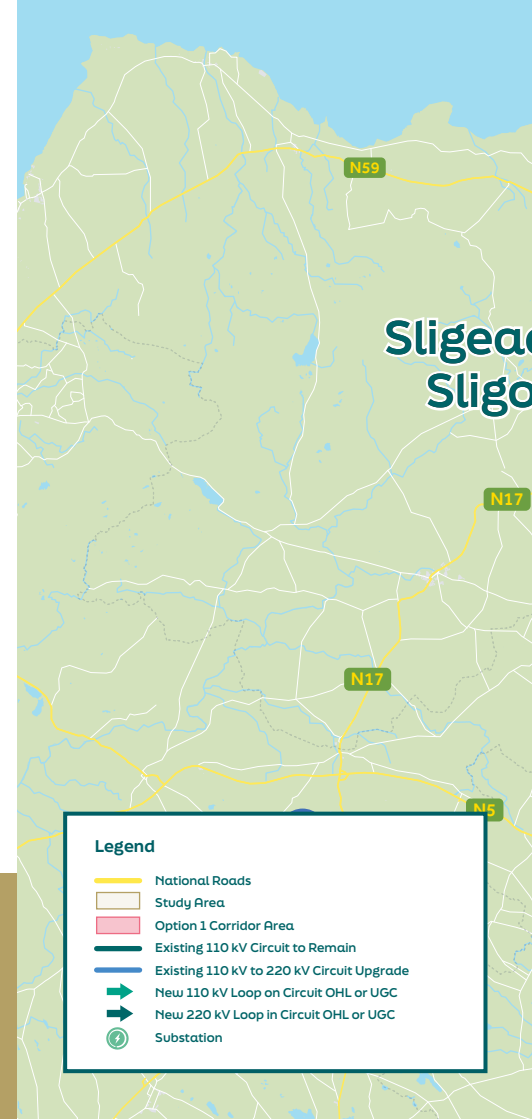 N59
Sligea
Sligo
N17
N17
N5
Legend
National Roads
Study Area
Option 1 Corridor Area
Existing 110 kV Circuit to Remain
Existing 110 kV to 220 kV Circuit Upgrade
New 110 kV Loop on Circuit OHL or UGC
New 220 kV Loop in Circuit OHL or UGC
Substation